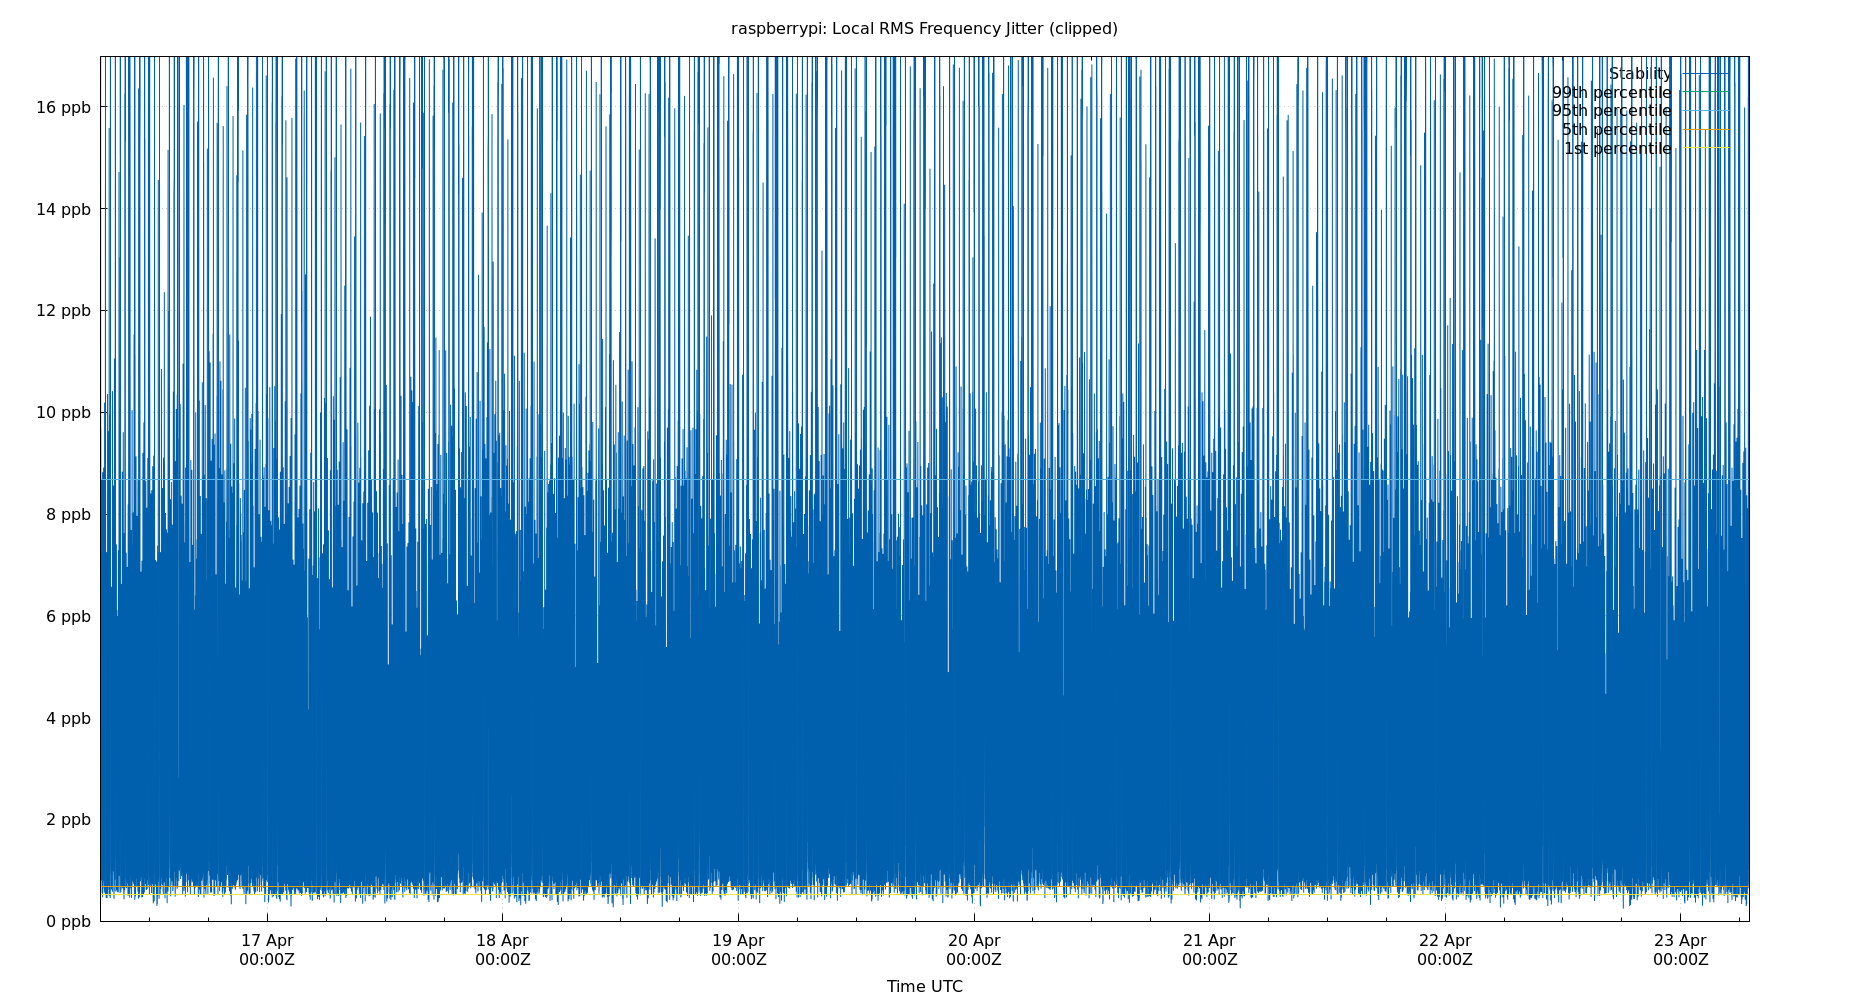 raspberrypi: Local RMS Frequency Jitter (clipped)
Stability
99th percentile
95th percentile
5th percentile
1st percentile
16 ppb
14 ppb
12 ppb
10 ppb
8 ppb
6 ppb
4 ppb
2 ppb
0 ppb
17 Apr 18 Apr 19 Apr 20 Apr 21 Apr 22 Apr 23 Apr
00:00Z 00:00Z 00:00Z 00:00Z 00:00Z 00:00Z 00:00Z
Time UTC